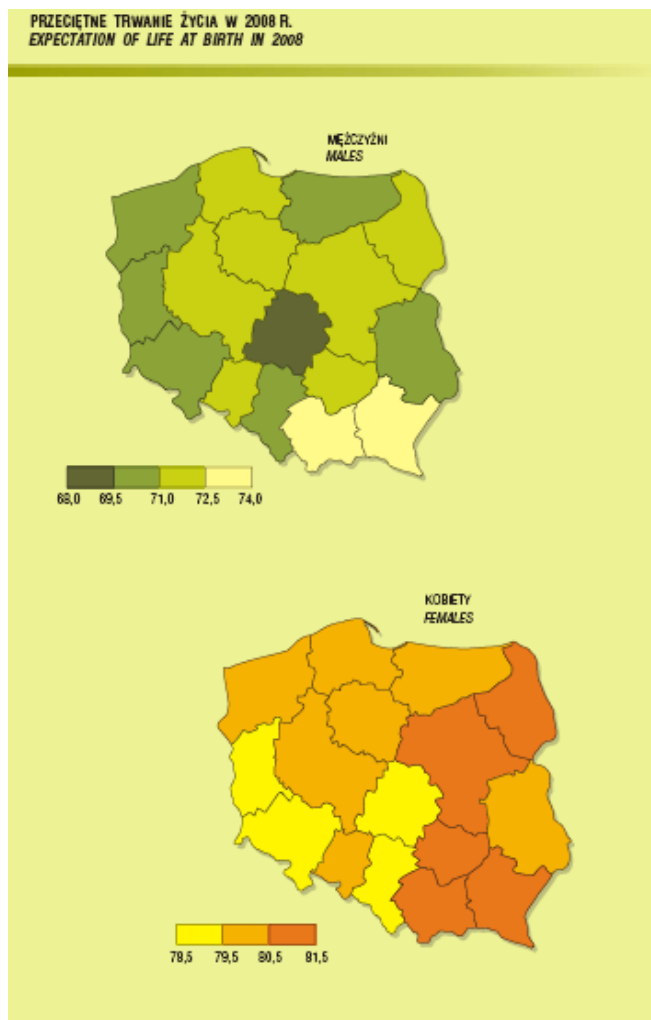 PRZECIĘTNE TRWANIE ŻYCIA W 2008 R.
EXPECTATION OF LIFE AT BIRTH IN 2008
MĘŻCZYŹNI
MALES
68,0 69,5 71,0 72,5 74,0
KOBIETY
FEMALES
78,5 79,5 80,5 81,5